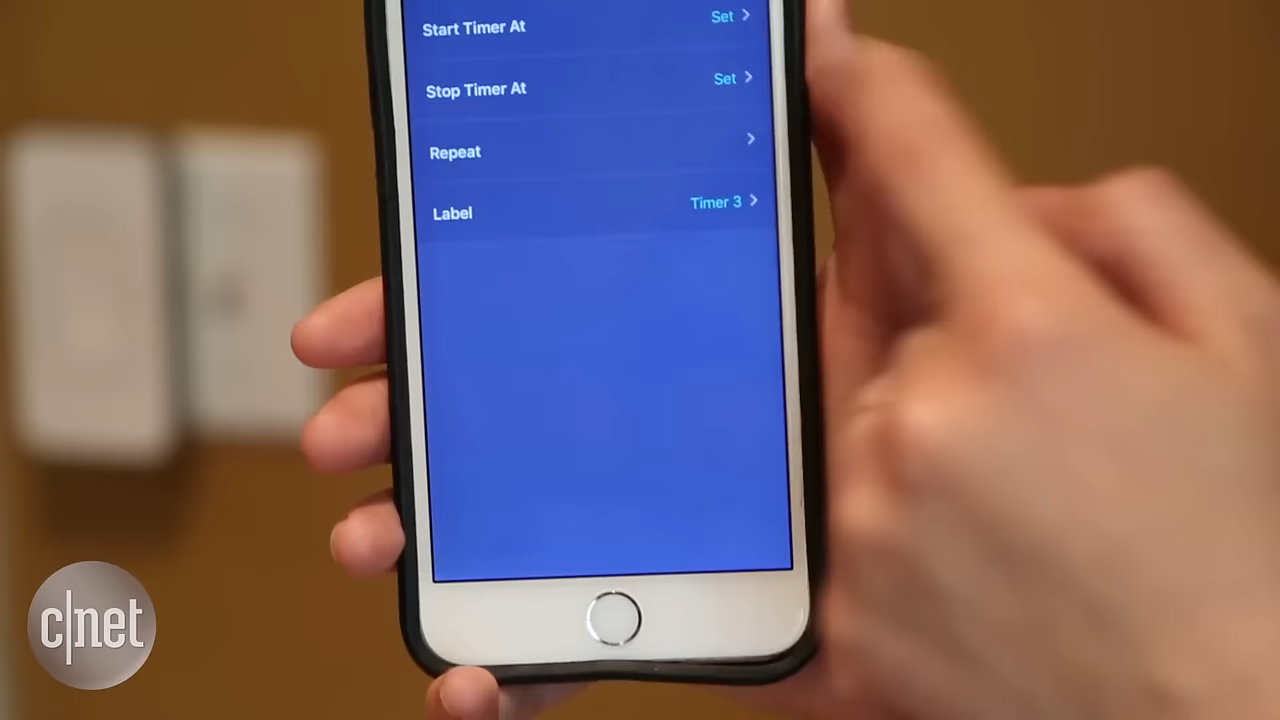 Start Timer At Set >
Stop Timer At Set >
Repeat >
Label Timer 3 >
c|net